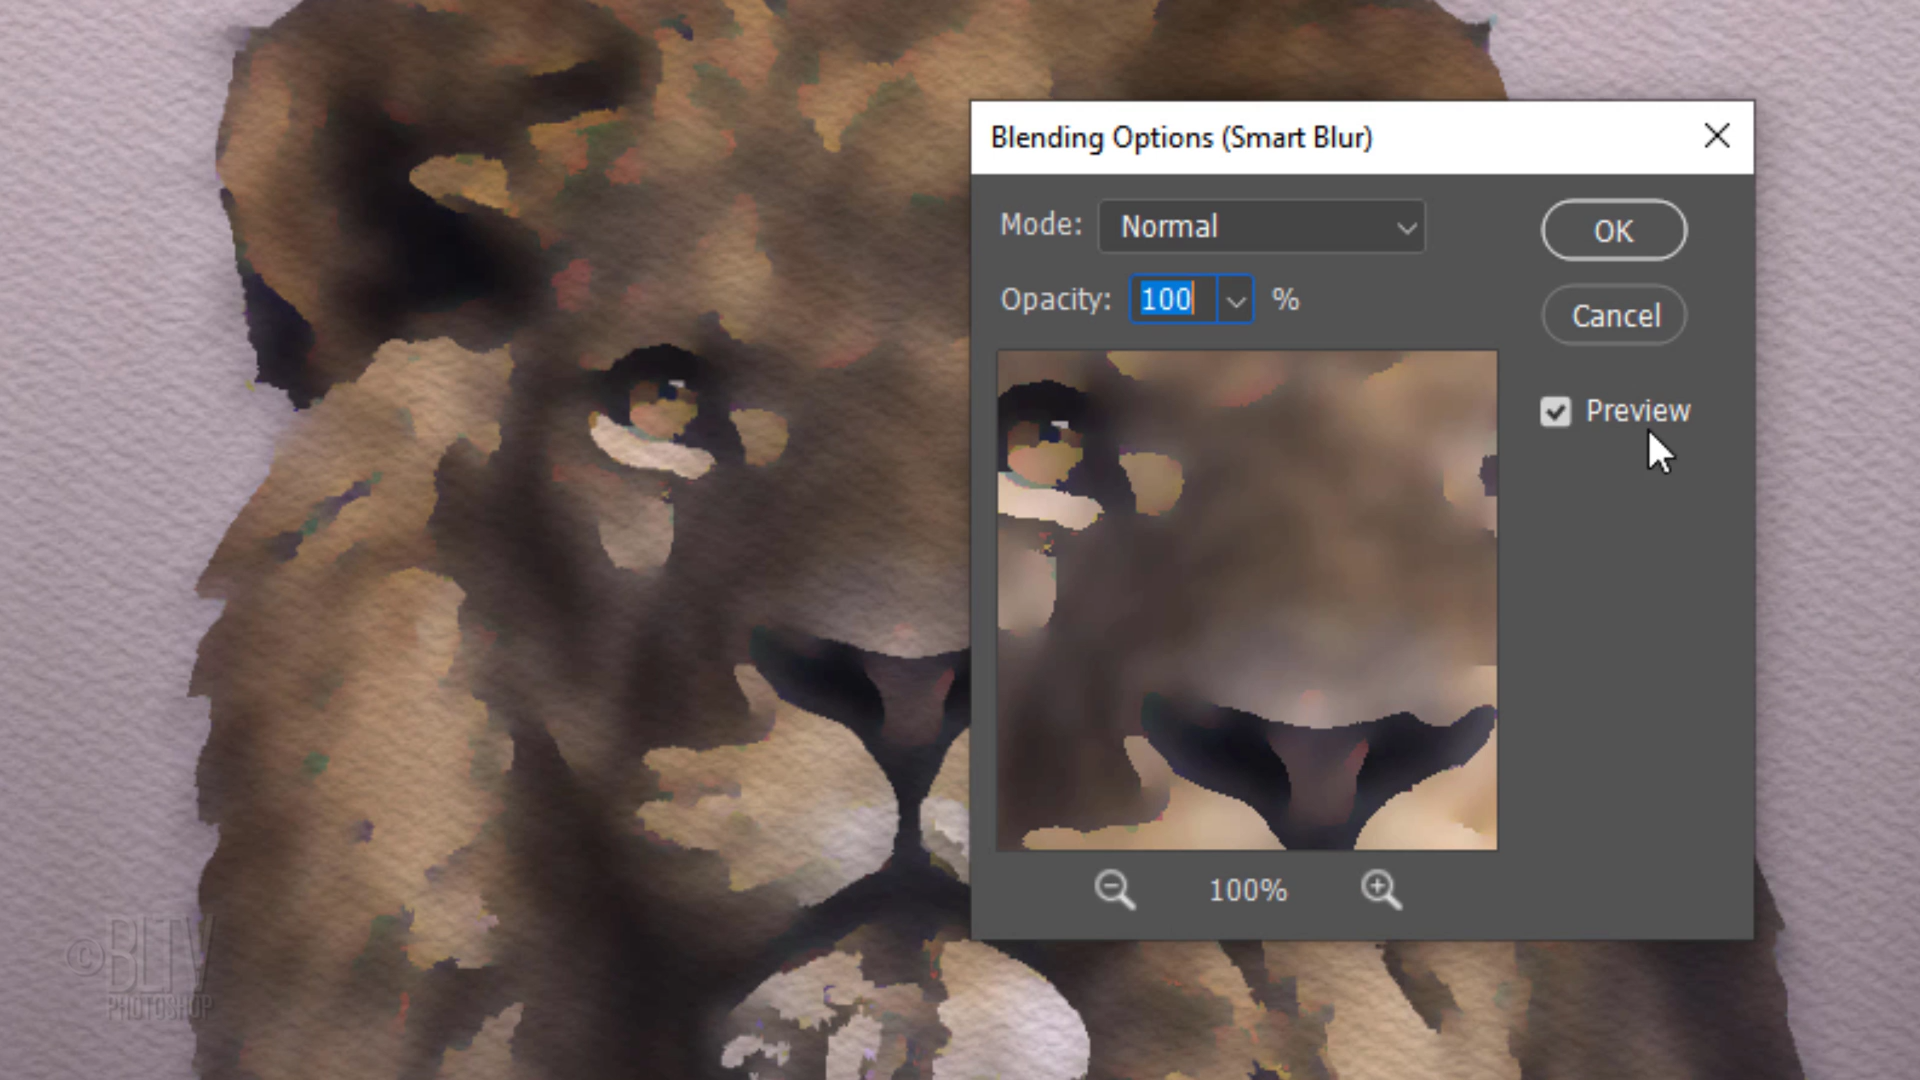 Blending Options (Smart Blur)
Mode: Normal
OK
Opacity: 100 %
Cancel
Preview
100%
©BLTV
PHOTOSHOP